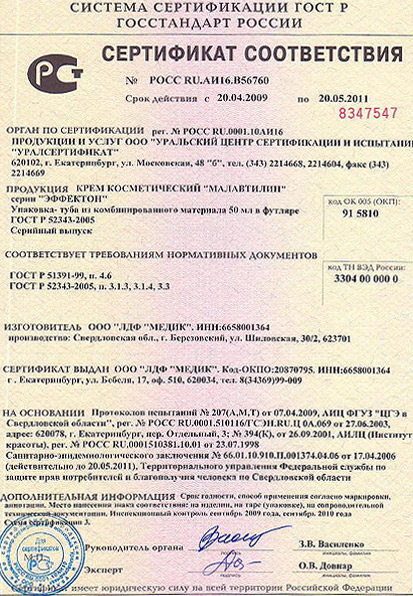 СИСТЕМА СЕРТИФИКАЦИИ ГОСТ Р
ГОССТАНДАРТ РОССИИ
СЕРТИФИКАТ СООТВЕТСТВИЯ
№ РОСС RU.АИ16.В56760
Срок действия с 20.04.2009 по 20.05.2011
8347547
ОРГАН ПО СЕРТИФИКАЦИИ рег. № РОСС RU.0001.10АИ16
ПРОДУКЦИИ И УСЛУГ ООО "УРАЛЬСКИЙ ЦЕНТР СЕРТИФИКАЦИИ И ИСПЫТАНИ
"УРАЛСЕРТИФИКАТ"
620102, г. Екатеринбург, ул. Московская, 48 "б", тел. (343) 2214668, 2214604, факс (343)
2214669
ПРОДУКЦИЯ КРЕМ КОСМЕТИЧЕСКИЙ "МАЛАВТИЛИН"
серии "ЭФФЕКТОН"
Упаковка- туба из комбинированного материала 50 мл в футляре
ГОСТ Р 52343-2005
Серийный выпуск
код ОК 005 (ОКП):
91 5810
СООТВЕТСТВУЕТ ТРЕБОВАНИЯМ НОРМАТИВНЫХ ДОКУМЕНТОВ
ГОСТ Р 51391-99, п. 4.6
ГОСТ Р 52343-2005, п. 3.1.3, 3.1.4, 3.3
код ТН ВЭД России:
3304 00 000 0
ИЗГОТОВИТЕЛЬ ООО "ЛДФ "МЕДИК". ИНН:6658001364
производство: Свердловская обл., г. Березовский, ул. Шиловская, 30/2, 623701
СЕРТИФИКАТ ВЫДАН ООО "ЛДФ "МЕДИК". Код-ОКПО:20870795. ИНН:6658001364
г. Екатеринбург, ул. Бебеля, 17, оф. 510, 620034, тел. 8(34369)99-009
НА ОСНОВАНИИ Протоколов испытаний № 207(А,М,Т) от 07.04.2009, АИЦ ФГУЗ "ЦГЭ в
Свердловской области", рег. № РОСС RU.0001.510116/ГСЭН.RU.Ц0А.069 от 27.06.2003,
адрес: 620078, г. Екатеринбург, пер. Отдельный, 3; № 394(К), от 26.09.2001, АИЛЦ (Институт
красоты), рег. № РОСС RU.0001510381.10.01 от 23.07.1998
Санитарно-эпидемиологического заключения № 66.01.10.910.П.001374.04.06 от 17.04.2006
(действительно до 20.05.2011), Территориального управления Федеральной службы по
защите прав потребителей и благополучия человека по Свердловской области
ДОПОЛНИТЕЛЬНАЯ ИНФОРМАЦИЯ Срок годности, способ применения согласно маркировки,
аннотации. Место нанесения знака соответствия: на изделии, на таре (упаковке), на сопроводительной
технической документации. Инспекционный контроль сентябрь 2009 года, сентябрь 2010 года
Схема сертификации 3.
Для сертификатов
М.П.
Руководитель органа З.В. Василенко
подпись инициалы, фамилия
Эксперт О.В. Довнар
подпись инициалы, фамилия
имеет юридическую силу на всей территории Российской Федерации